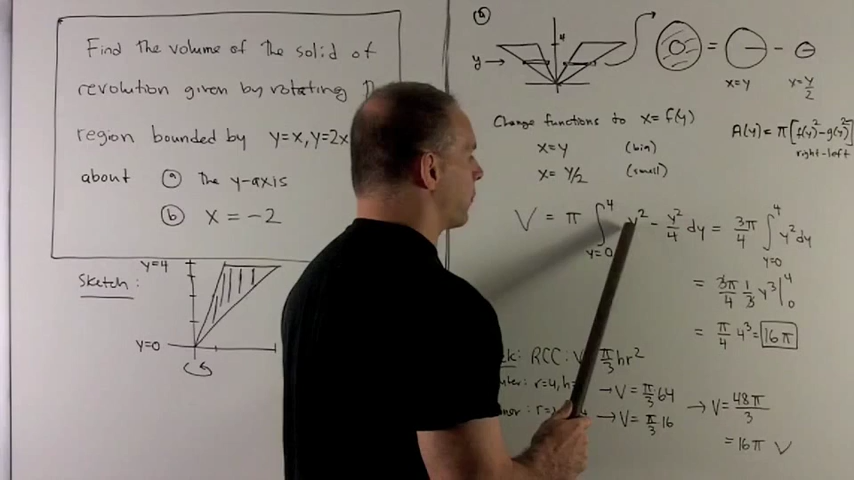 Find the volume of the solid of
revolution given by rotating
region bounded by y=x, y=2x
about ⓐ The y-axis
ⓑ x = -2
Sketch:
y=4
y=0
ⓐ
4
y →
=
-
x=y
x=y/2
Change functions to x=f(y)
x=y (big)
x=y/2 (small)
A(y) = π[f(y)²-g(y)²]
right-left
V = π ∫_{y=0}^{4} y² - y²/4 dy = 3π/4 ∫_{y=0}^{4} y² dy
= 3π/4 1/3 y³|₀⁴
= π/4 4³ = 16π
RCC: V = π/3 hr²
r=4, → V = π/3 64
→ V = π/3 16
→ V = 48π/3
= 16π ✓